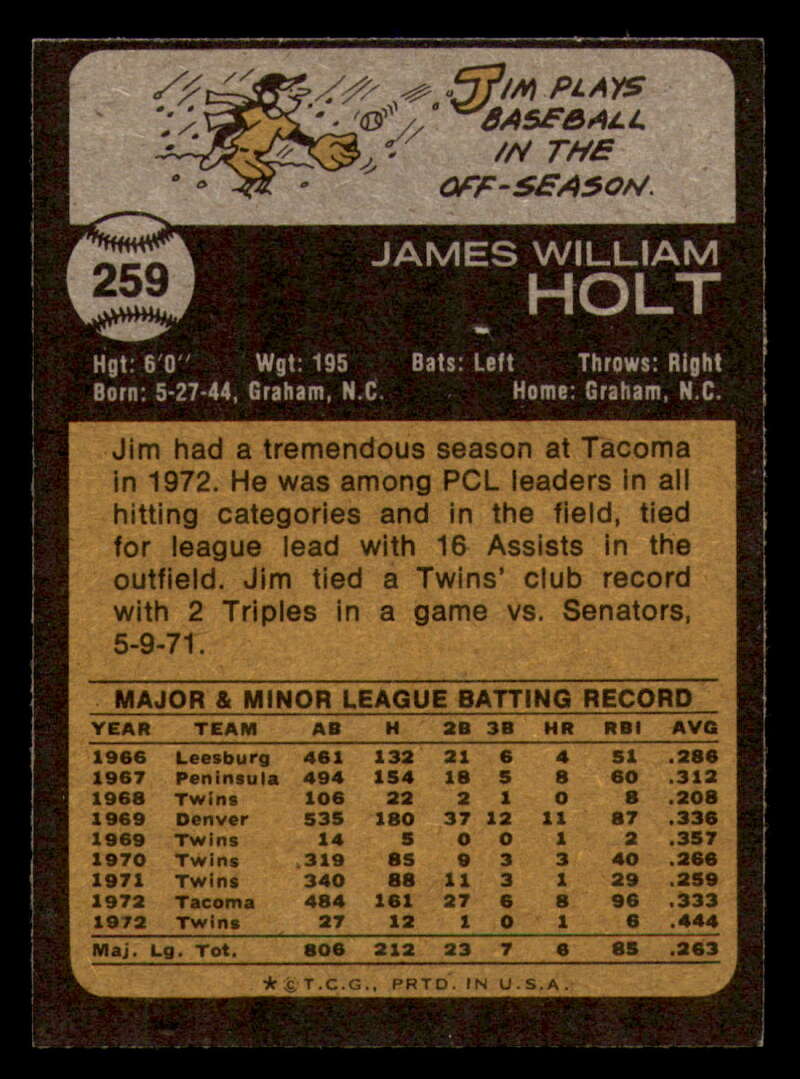 JIM PLAYS
BASEBALL
IN THE
OFF-SEASON.
259
JAMES WILLIAM
HOLT
Hgt: 6'0" Wgt: 195 Bats: Left Throws: Right
Born: 5-27-44, Graham, N.C. Home: Graham, N.C.
Jim had a tremendous season at Tacoma
in 1972. He was among PCL leaders in all
hitting categories and in the field, tied
for league lead with 16 Assists in the
outfield. Jim tied a Twins' club record
with 2 Triples in a game vs. Senators,
5-9-71.
MAJOR & MINOR LEAGUE BATTING RECORD
YEAR TEAM AB H 2B 3B HR RBI AVG
1966 Leesburg 461 132 21 6 4 51 .286
1967 Peninsula 494 154 18 5 8 60 .312
1968 Twins 106 22 2 1 0 8 .208
1969 Denver 535 180 37 12 11 87 .336
1969 Twins 14 5 0 0 1 2 .357
1970 Twins 319 85 9 3 3 40 .266
1971 Twins 340 88 11 3 1 29 .259
1972 Tacoma 484 161 27 6 8 96 .333
1972 Twins 27 12 1 0 1 6 .444
Maj. Lg. Tot. 806 212 23 7 6 85 .263
*©T.C.G., PRTD. IN U.S.A.